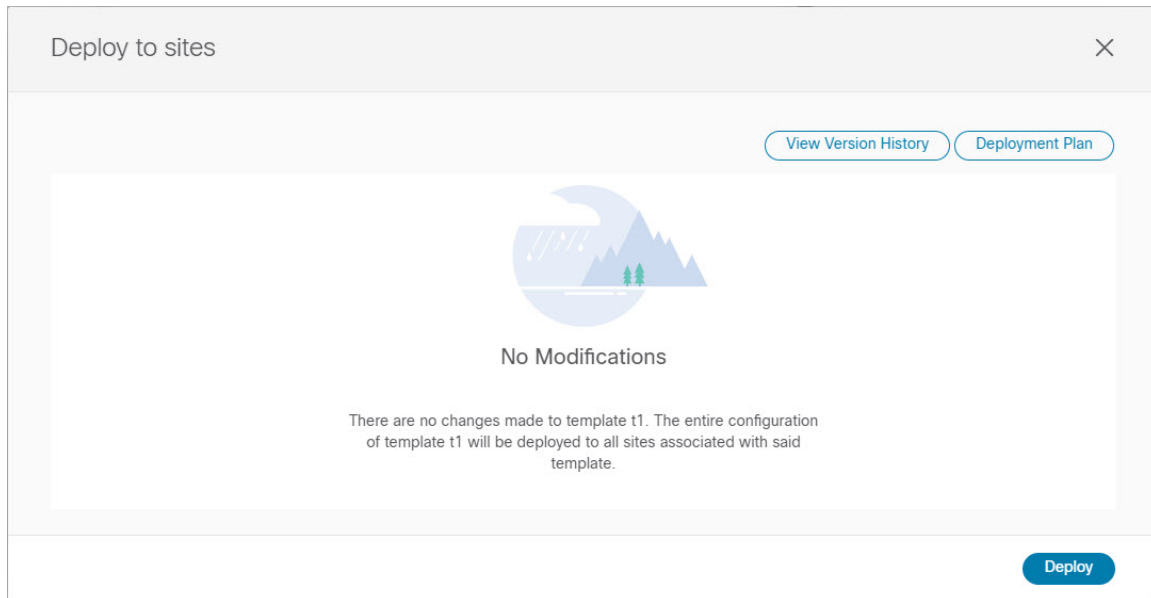 Deploy to sites
View Version History
Deployment Plan
No Modifications
There are no changes made to template t1. The entire configuration
of template t1 will be deployed to all sites associated with said
template.
Deploy